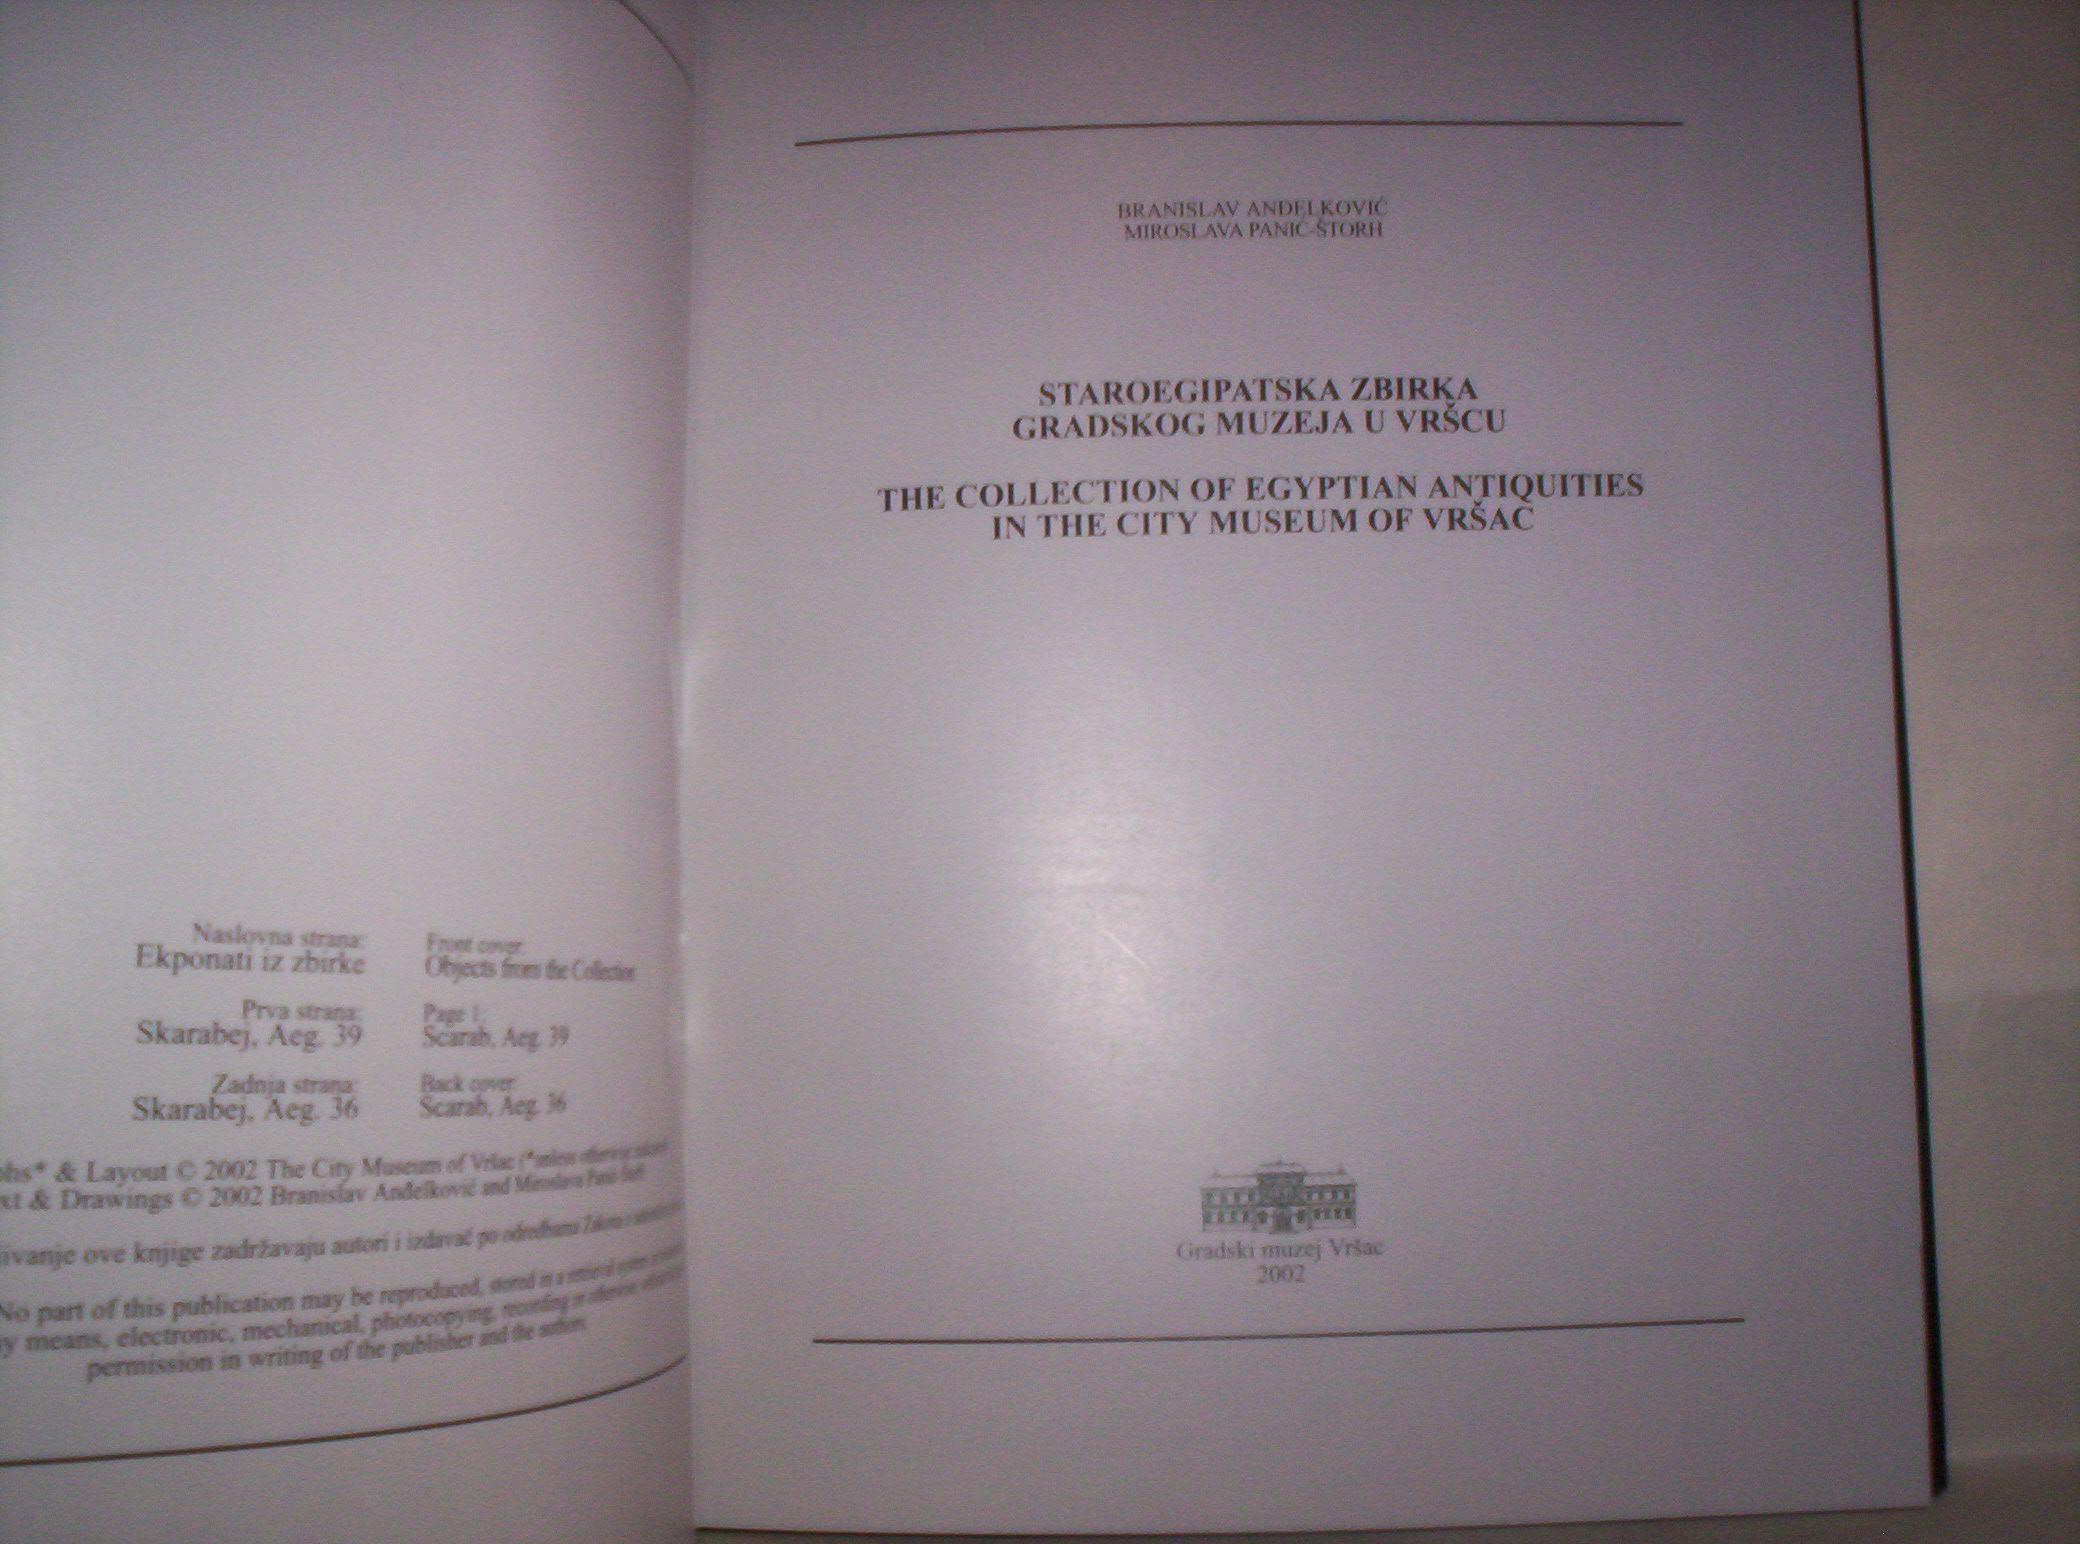 Naslovna strana:
Ekponati iz zbirke
Front cover:
Objects from the Collection
Prva strana:
Skarabej, Aeg. 39
Page 1:
Scarab, Aeg. 39
Zadnja strana:
Skarabej, Aeg. 36
Back cover:
Scarab, Aeg. 36
& Layout © 2002 The City Museum of Vršac (*unless otherwise
& Drawings © 2002 Branislav Anđelković and Miroslava Panić-Štorh
ove knjige zadržavaju autori i izdavač po odredbama Zakona o
No part of this publication may be reproduced, stored in a retrieval system
means, electronic, mechanical, photocopying, recording or otherwise,
permission in writing of the publisher and the authors
BRANISLAV ANĐELKOVIĆ
MIROSLAVA PANIĆ-ŠTORH
STAROEGIPATSKA ZBIRKA
GRADSKOG MUZEJA U VRŠCU
THE COLLECTION OF EGYPTIAN ANTIQUITIES
IN THE CITY MUSEUM OF VRŠAC
Gradski muzej Vršac
2002